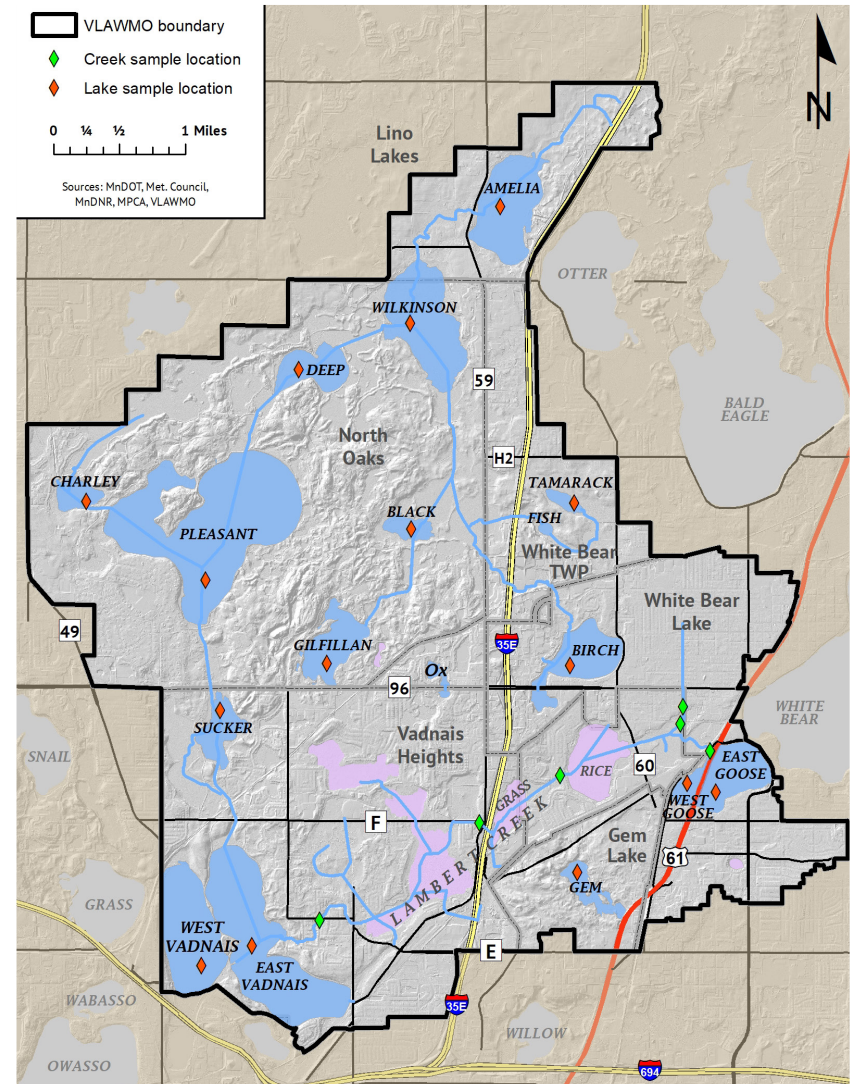 VLAWMO boundary
Creek sample location
Lake sample location
0 ¼ ½ 1 Miles
Sources: MnDOT, Met. Council,
MnDNR, MPCA, VLAWMO
N
Lino
Lakes
AMELIA
OTTER
WILKINSON
DEEP
59
BALD
EAGLE
North
Oaks
H2
CHARLEY
TAMARACK
BLACK
FISH
PLEASANT
White Bear
TWP
White Bear
Lake
49
GILFILLAN
35E
BIRCH
Ox
96
WHITE
BEAR
SUCKER
SNAIL
Vadnais
Heights
EAST
GOOSE
60
RICE
WEST
GOOSE
GRASS
F
LAMBERT CREEK
Gem
Lake
61
GEM
GRASS
WEST
VADNAIS
E
EAST
VADNAIS
WABASSO
35E
WILLOW
OWASSO
694